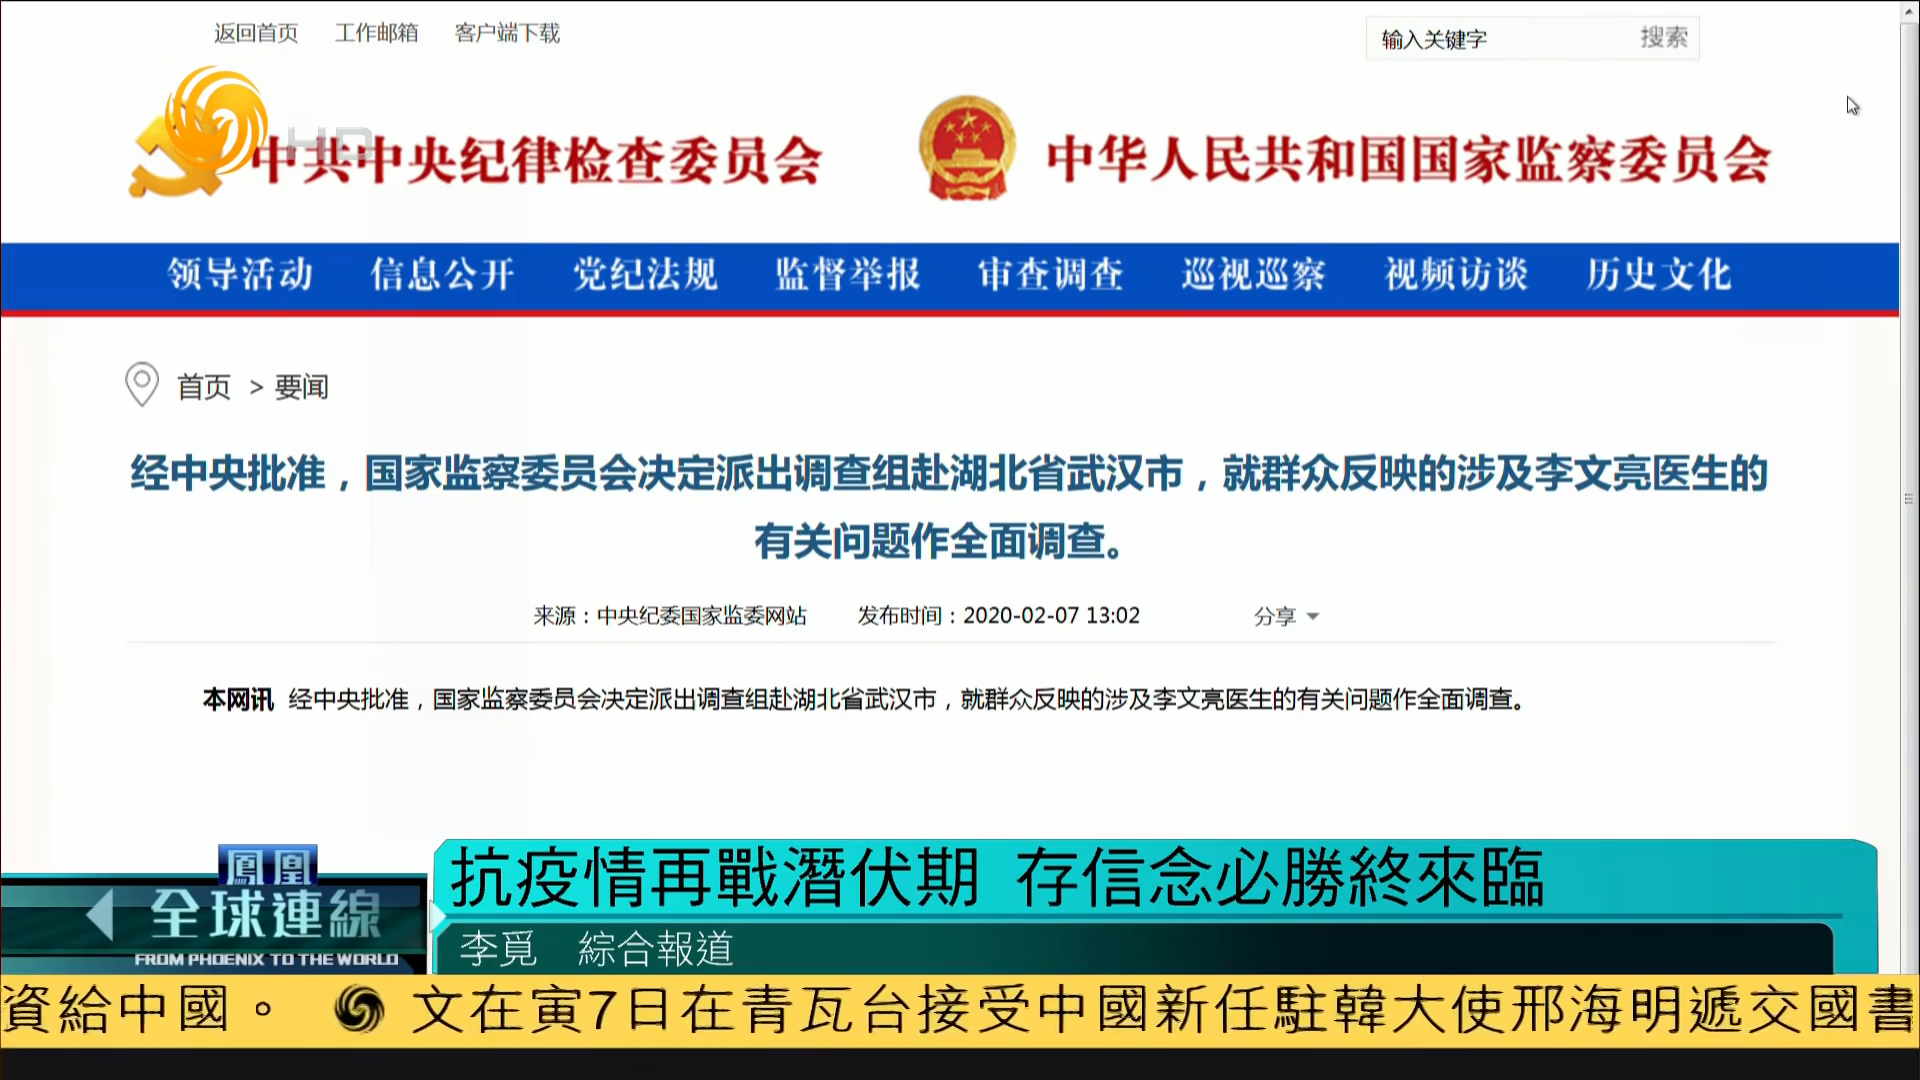 返回首页 工作邮箱 客户端下载
输入关键字 搜索
HD
中共中央纪律检查委员会 中华人民共和国国家监察委员会
领导活动 信息公开 党纪法规 监督举报 审查调查 巡视巡察 视频访谈 历史文化
首页 > 要闻
经中央批准，国家监察委员会决定派出调查组赴湖北省武汉市，就群众反映的涉及李文亮医生的
有关问题作全面调查。
来源：中央纪委国家监委网站 发布时间：2020-02-07 13:02 分享
本网讯 经中央批准，国家监察委员会决定派出调查组赴湖北省武汉市，就群众反映的涉及李文亮医生的有关问题作全面调查。
鳳凰
全球連線
FROM PHOENIX TO THE WORLD
抗疫情再戰潛伏期 存信念必勝終來臨
李覓 綜合報道
資給中國。 文在寅7日在青瓦台接受中國新任駐韓大使邢海明遞交國書